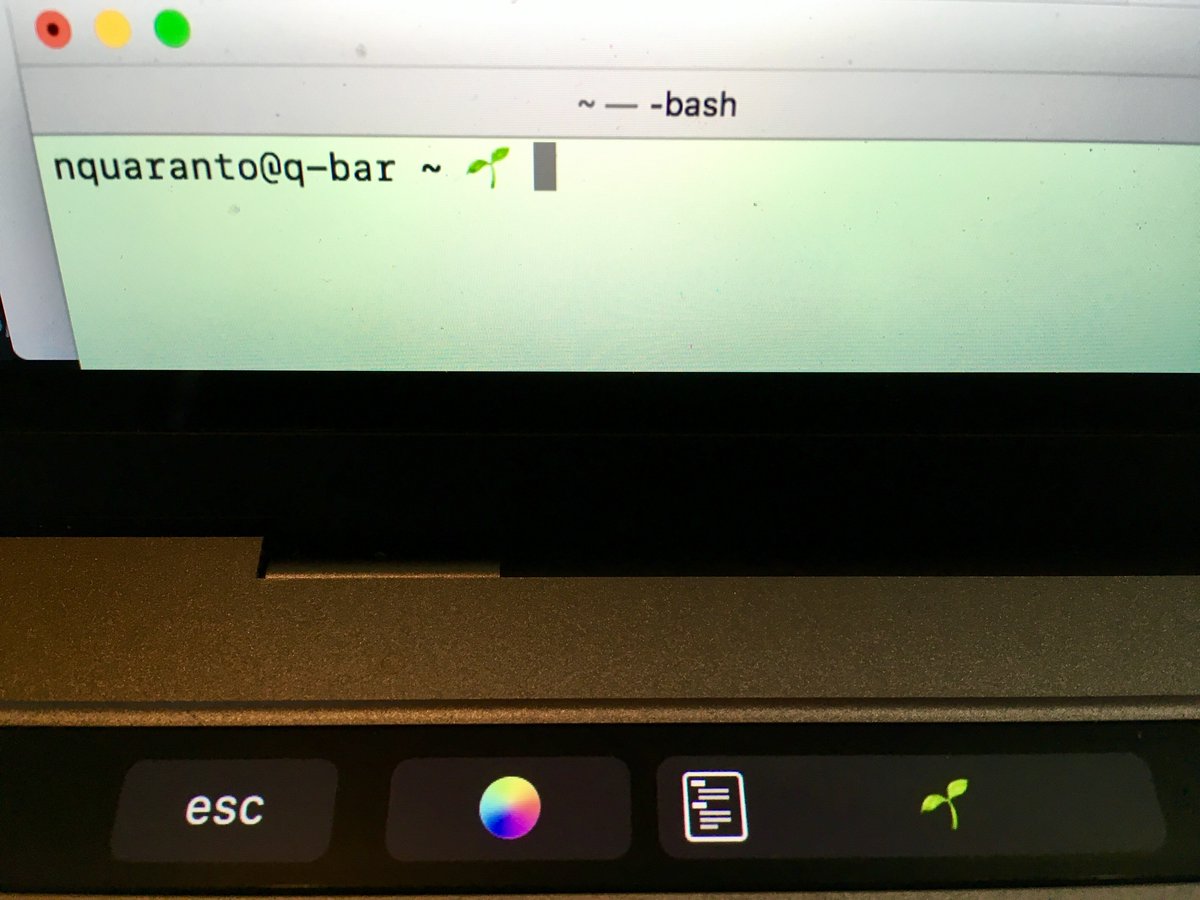 ~ — -bash
nquaranto@q-bar ~ 🌱
esc
🌱